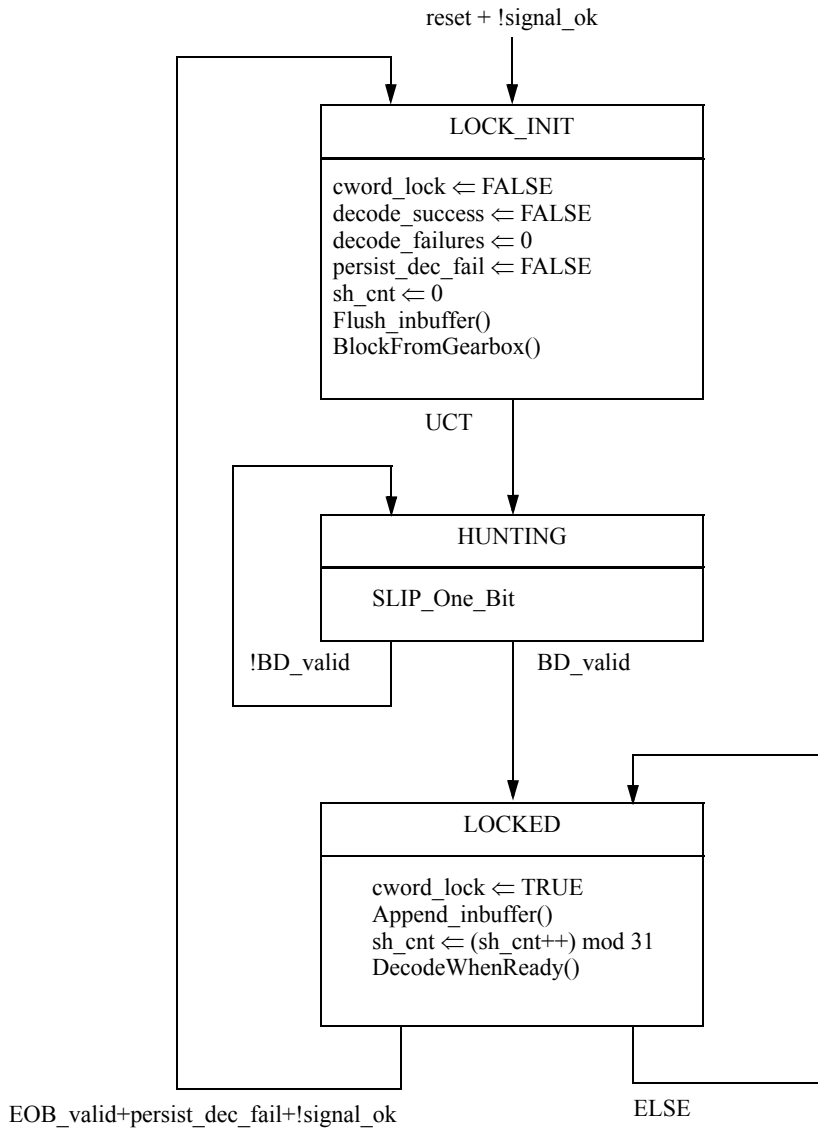 reset + !signal_ok
LOCK_INIT
cword_lock ⇐ FALSE
decode_success ⇐ FALSE
decode_failures ⇐ 0
persist_dec_fail ⇐ FALSE
sh_cnt ⇐ 0
Flush_inbuffer()
BlockFromGearbox()
UCT
HUNTING
SLIP_One_Bit
!BD_valid
BD_valid
LOCKED
cword_lock ⇐ TRUE
Append_inbuffer()
sh_cnt ⇐ (sh_cnt++) mod 31
DecodeWhenReady()
EOB_valid+persist_dec_fail+!signal_ok
ELSE